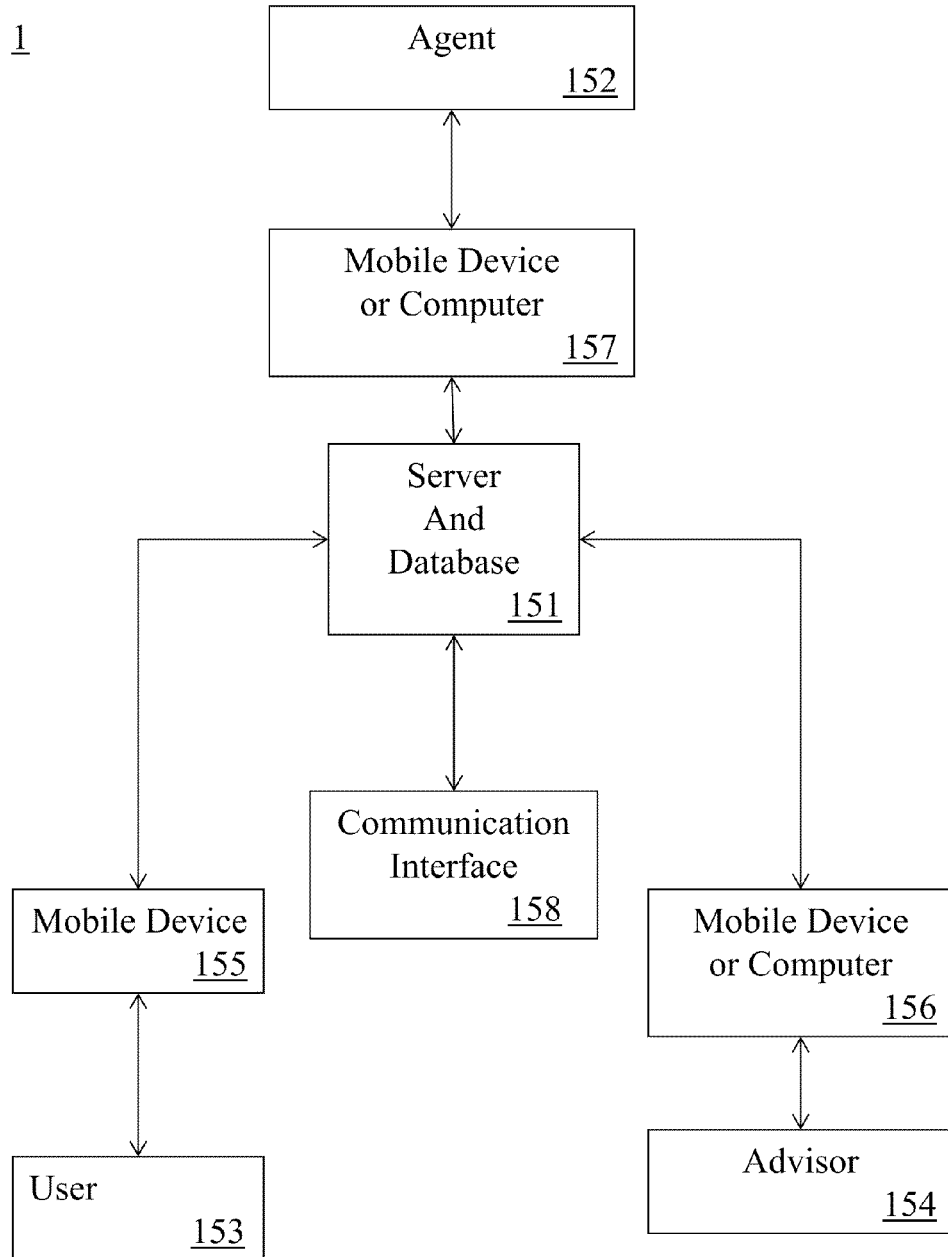 1
Agent
152
Mobile Device
or Computer
157
Server
And
Database
151
Communication
Interface
158
Mobile Device
155
Mobile Device
or Computer
156
User
153
Advisor
154